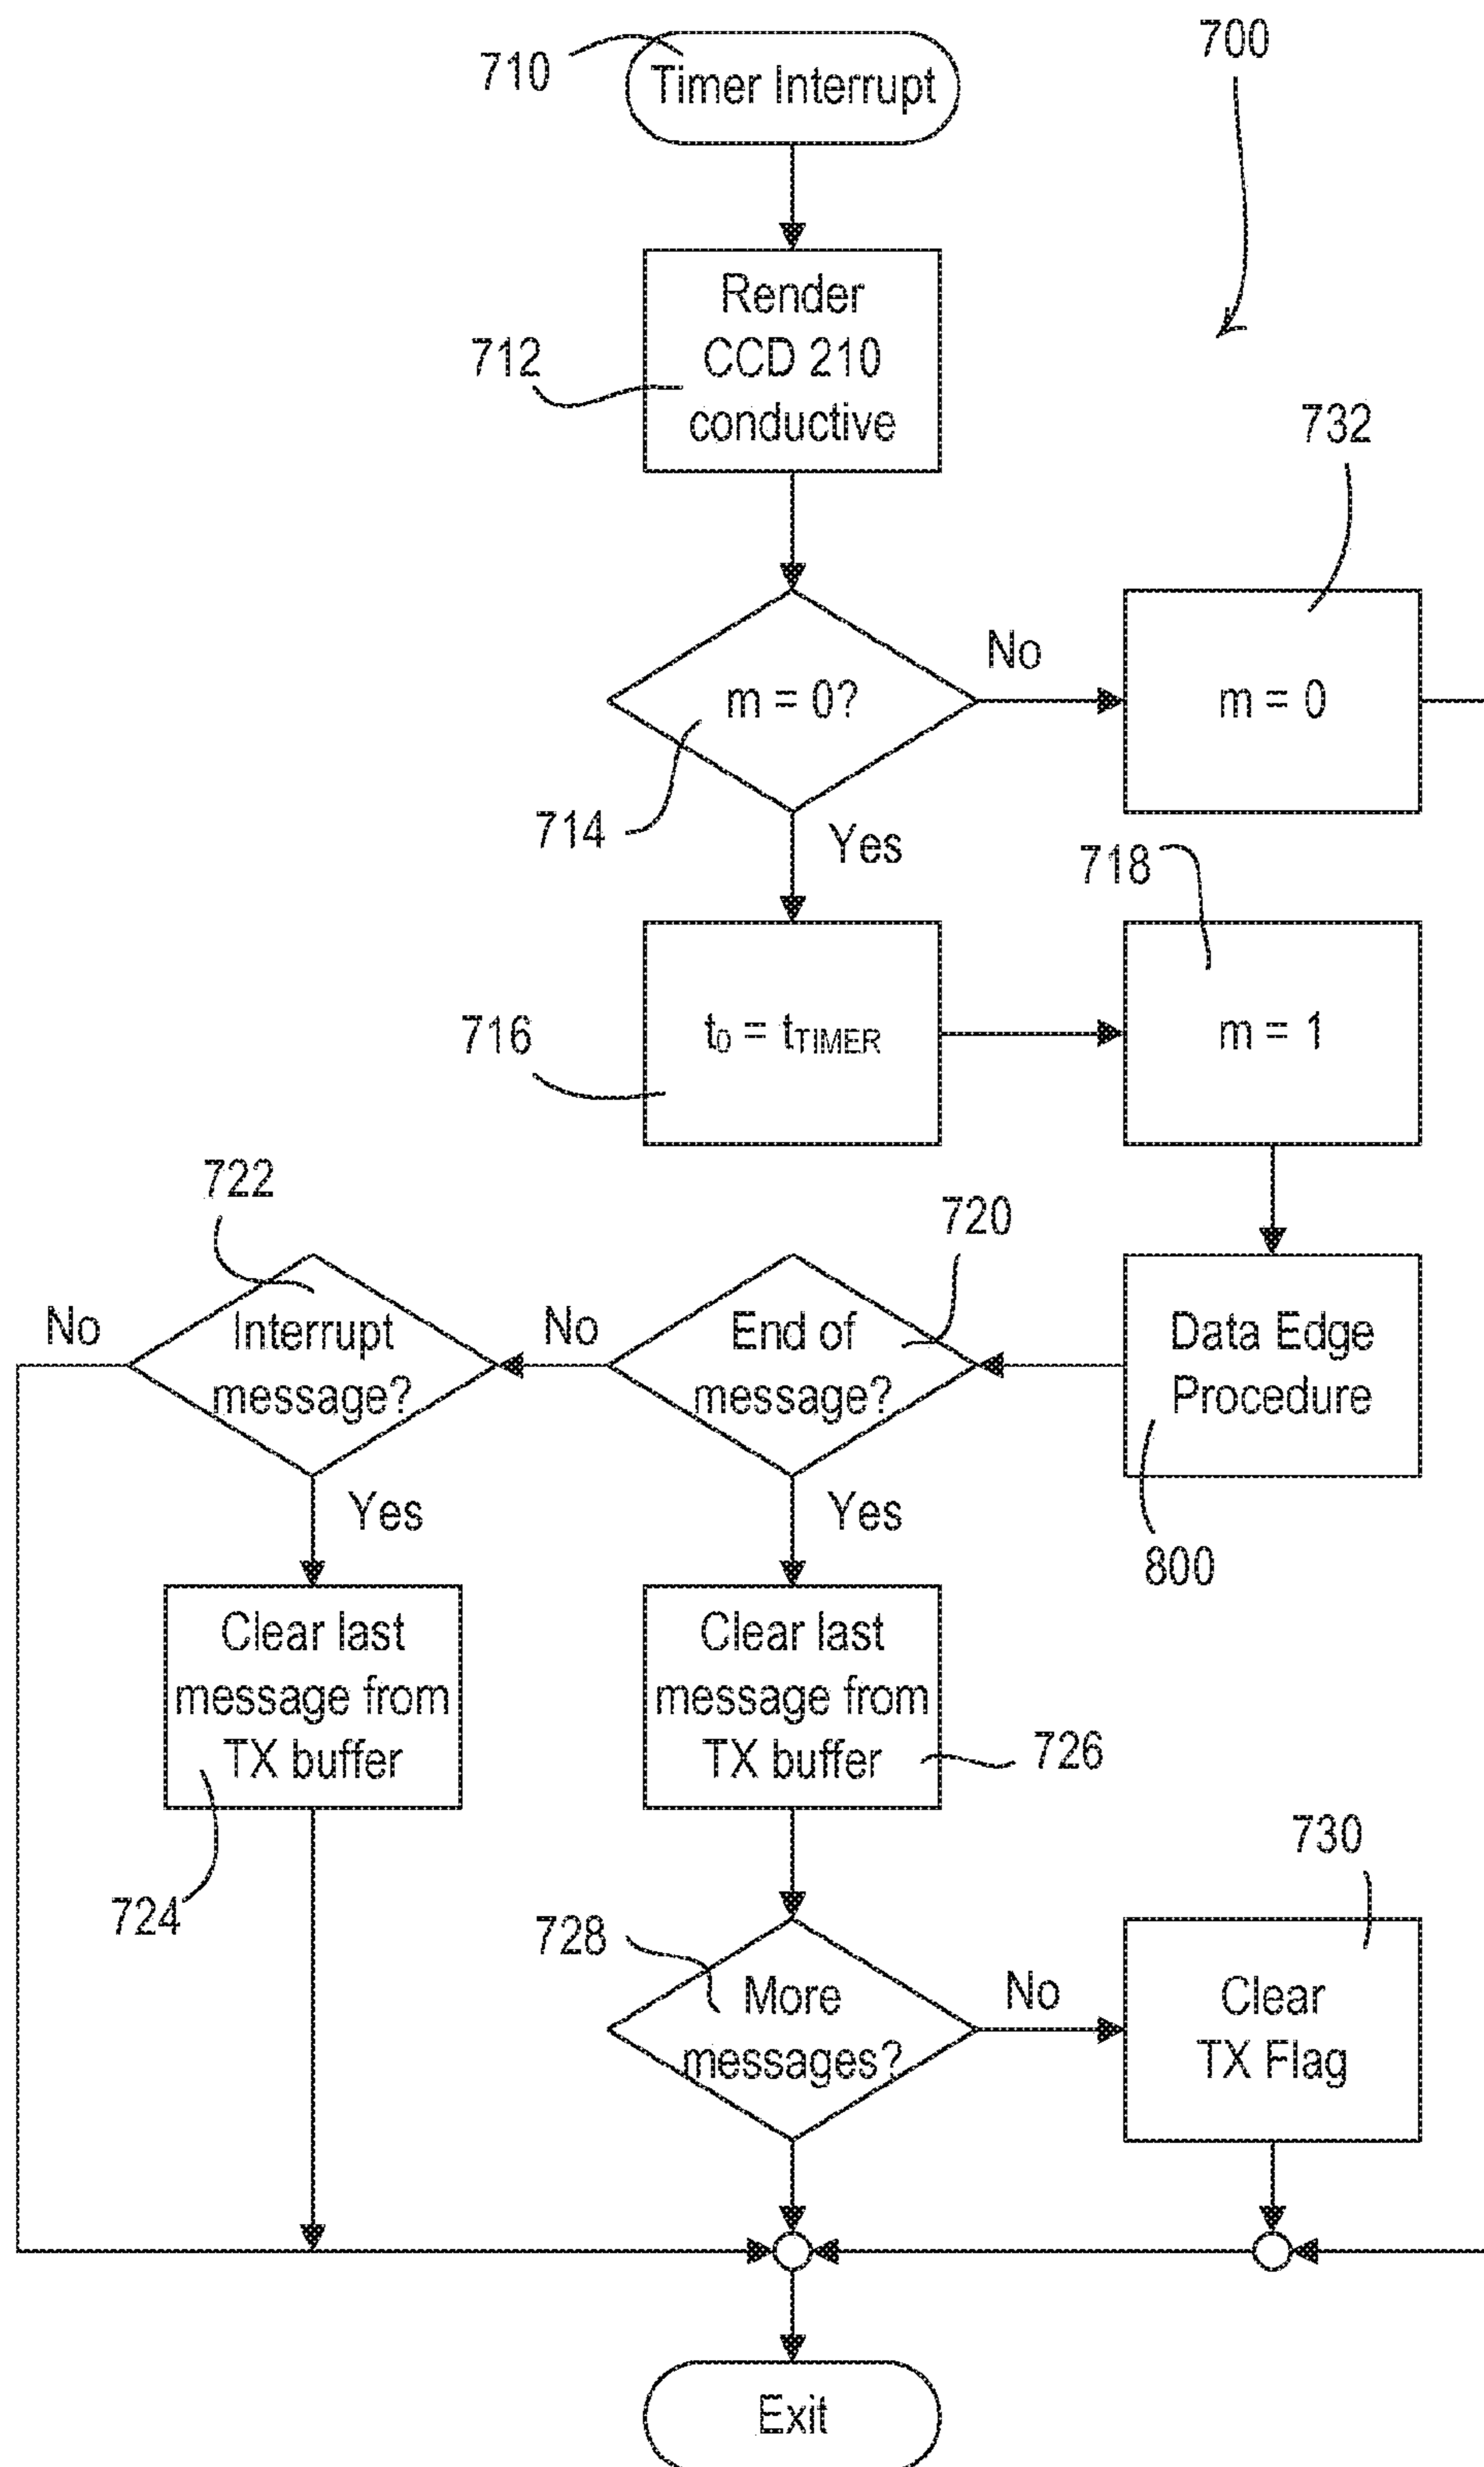 700
710
Timer Interrupt
712
Render
CCD 210
conductive
732
714
m = 0?
No
m = 0
Yes
718
716
t₀ = tTIMER
m = 1
722
720
No
Interrupt
message?
No
End of
message?
Data Edge
Procedure
Yes
Yes
800
Clear last
message from
TX buffer
Clear last
message from
TX buffer
726
724
730
728
More
messages?
No
Clear
TX Flag
Exit